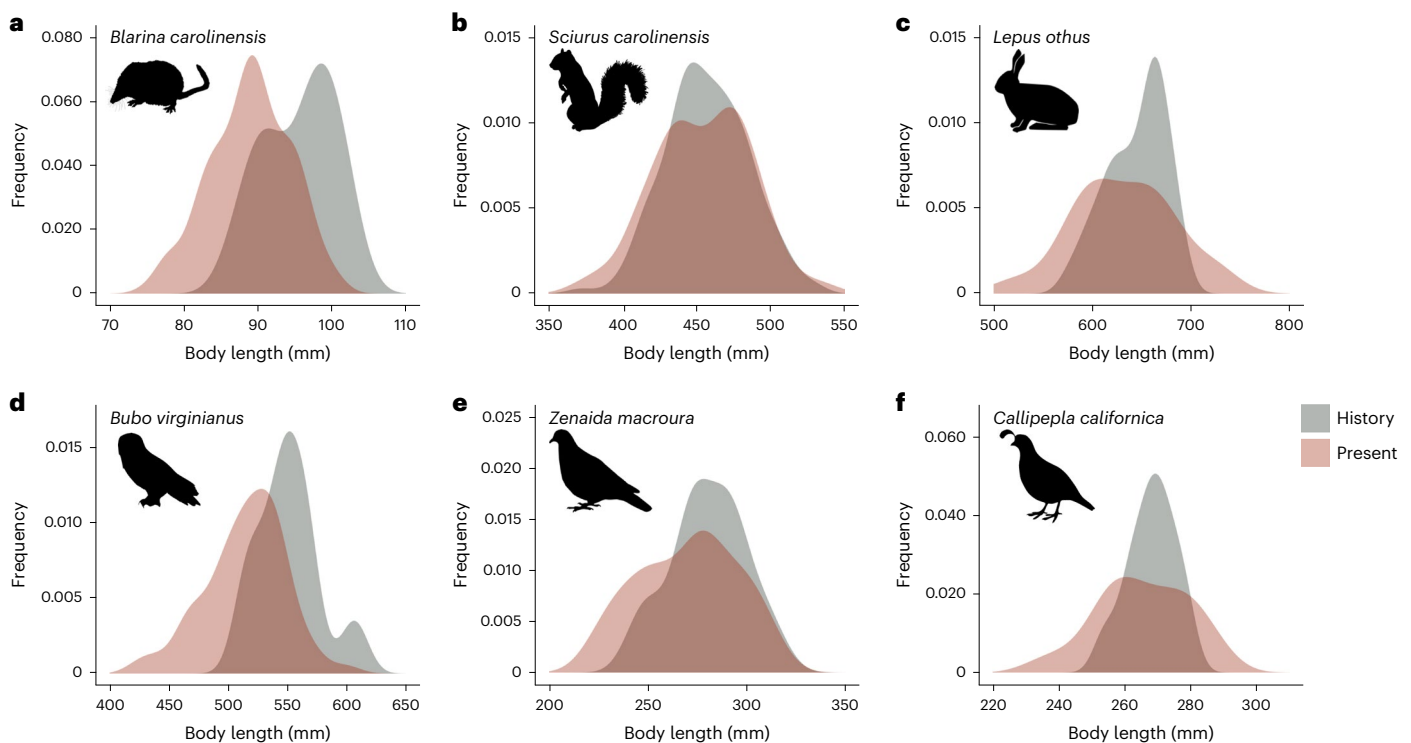 a
Blarina carolinensis
Frequency
0.080
0.060
0.040
0.020
0
70 80 90 100 110
Body length (mm)
b
Sciurus carolinensis
Frequency
0.015
0.010
0.005
0
350 400 450 500 550
Body length (mm)
c
Lepus othus
Frequency
0.015
0.010
0.005
0
500 600 700 800
Body length (mm)
d
Bubo virginianus
Frequency
0.015
0.010
0.005
0
400 450 500 550 600 650
Body length (mm)
e
Zenaida macroura
Frequency
0.025
0.020
0.015
0.010
0.005
0
200 250 300 350
Body length (mm)
f
Callipepla californica
Frequency
0.060
0.040
0.020
0
220 240 260 280 300
Body length (mm)
History
Present